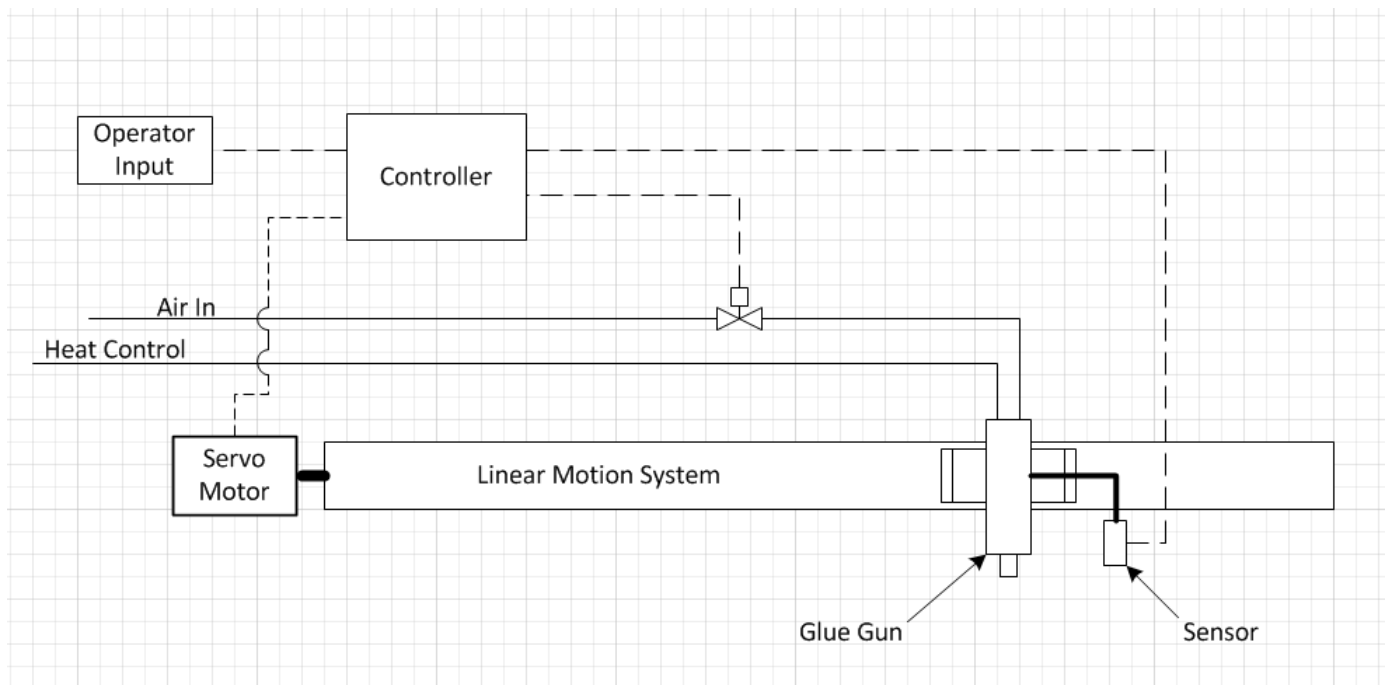 Operator
Input
Controller
Air In
Heat Control
Servo
Motor
Linear Motion System
Glue Gun
Sensor